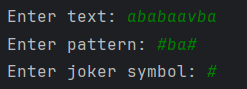 Enter text: ababaavba
Enter pattern: #ba#
Enter joker symbol: #